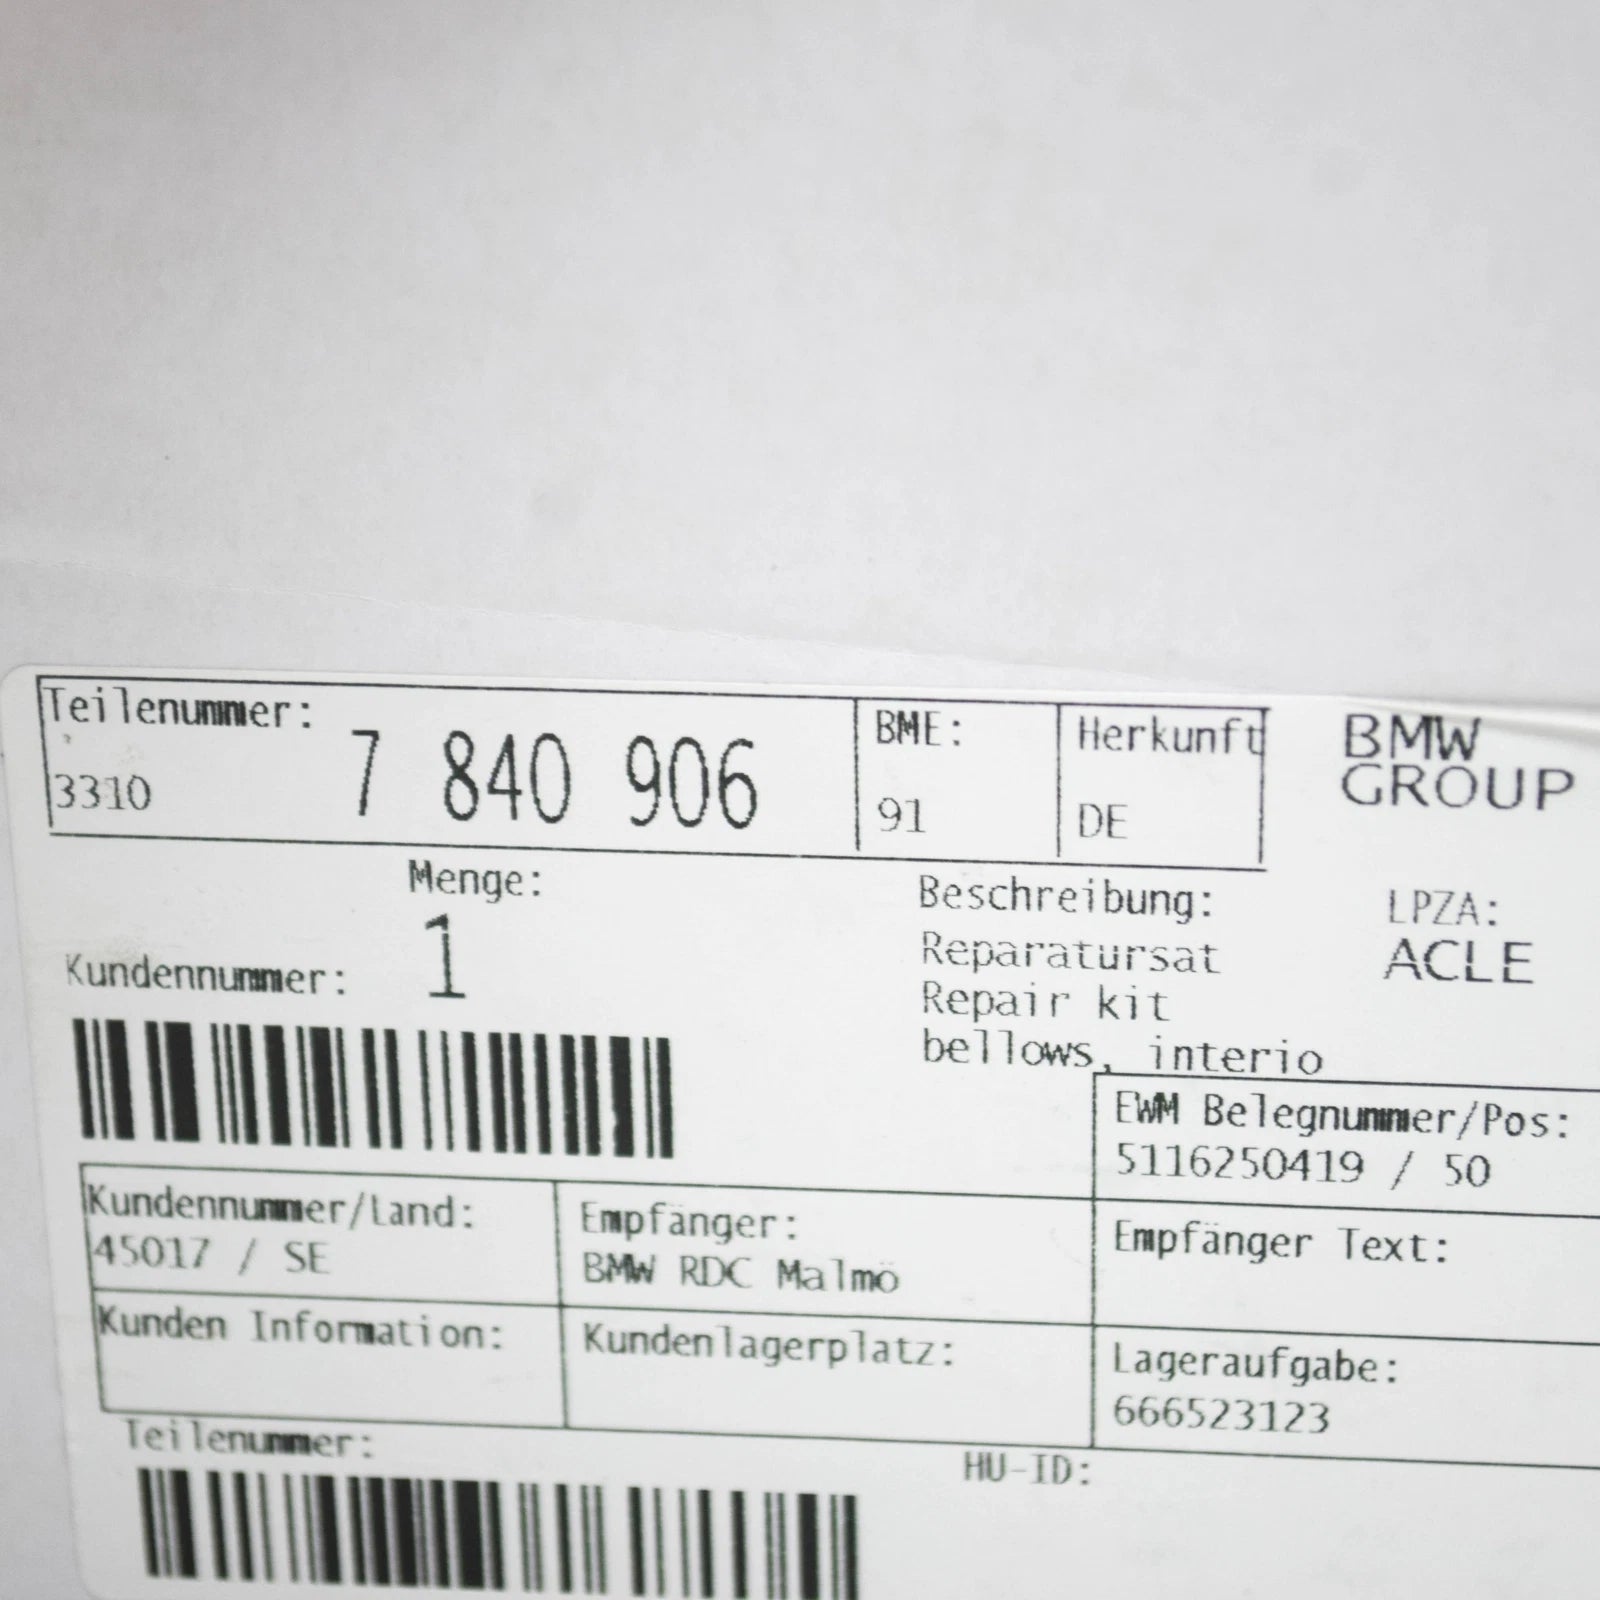 Teilenummer:
3310
7 840 906
BME:
91
Herkunft
DE
BMW
GROUP
Menge:
1
Kundennummer:
Beschreibung:
Reparatursat
Repair kit
bellows, interio
LPZA:
ACLE
EWM Belegnummer/Pos:
5116250419 / 50
Kundennummer/Land:
45017 / SE
Empfänger:
BMW RDC Malmö
Empfänger Text:
Kunden Information:
Kundenlagerplatz:
Lageraufgabe:
666523123
Teilenummer:
HU-ID: